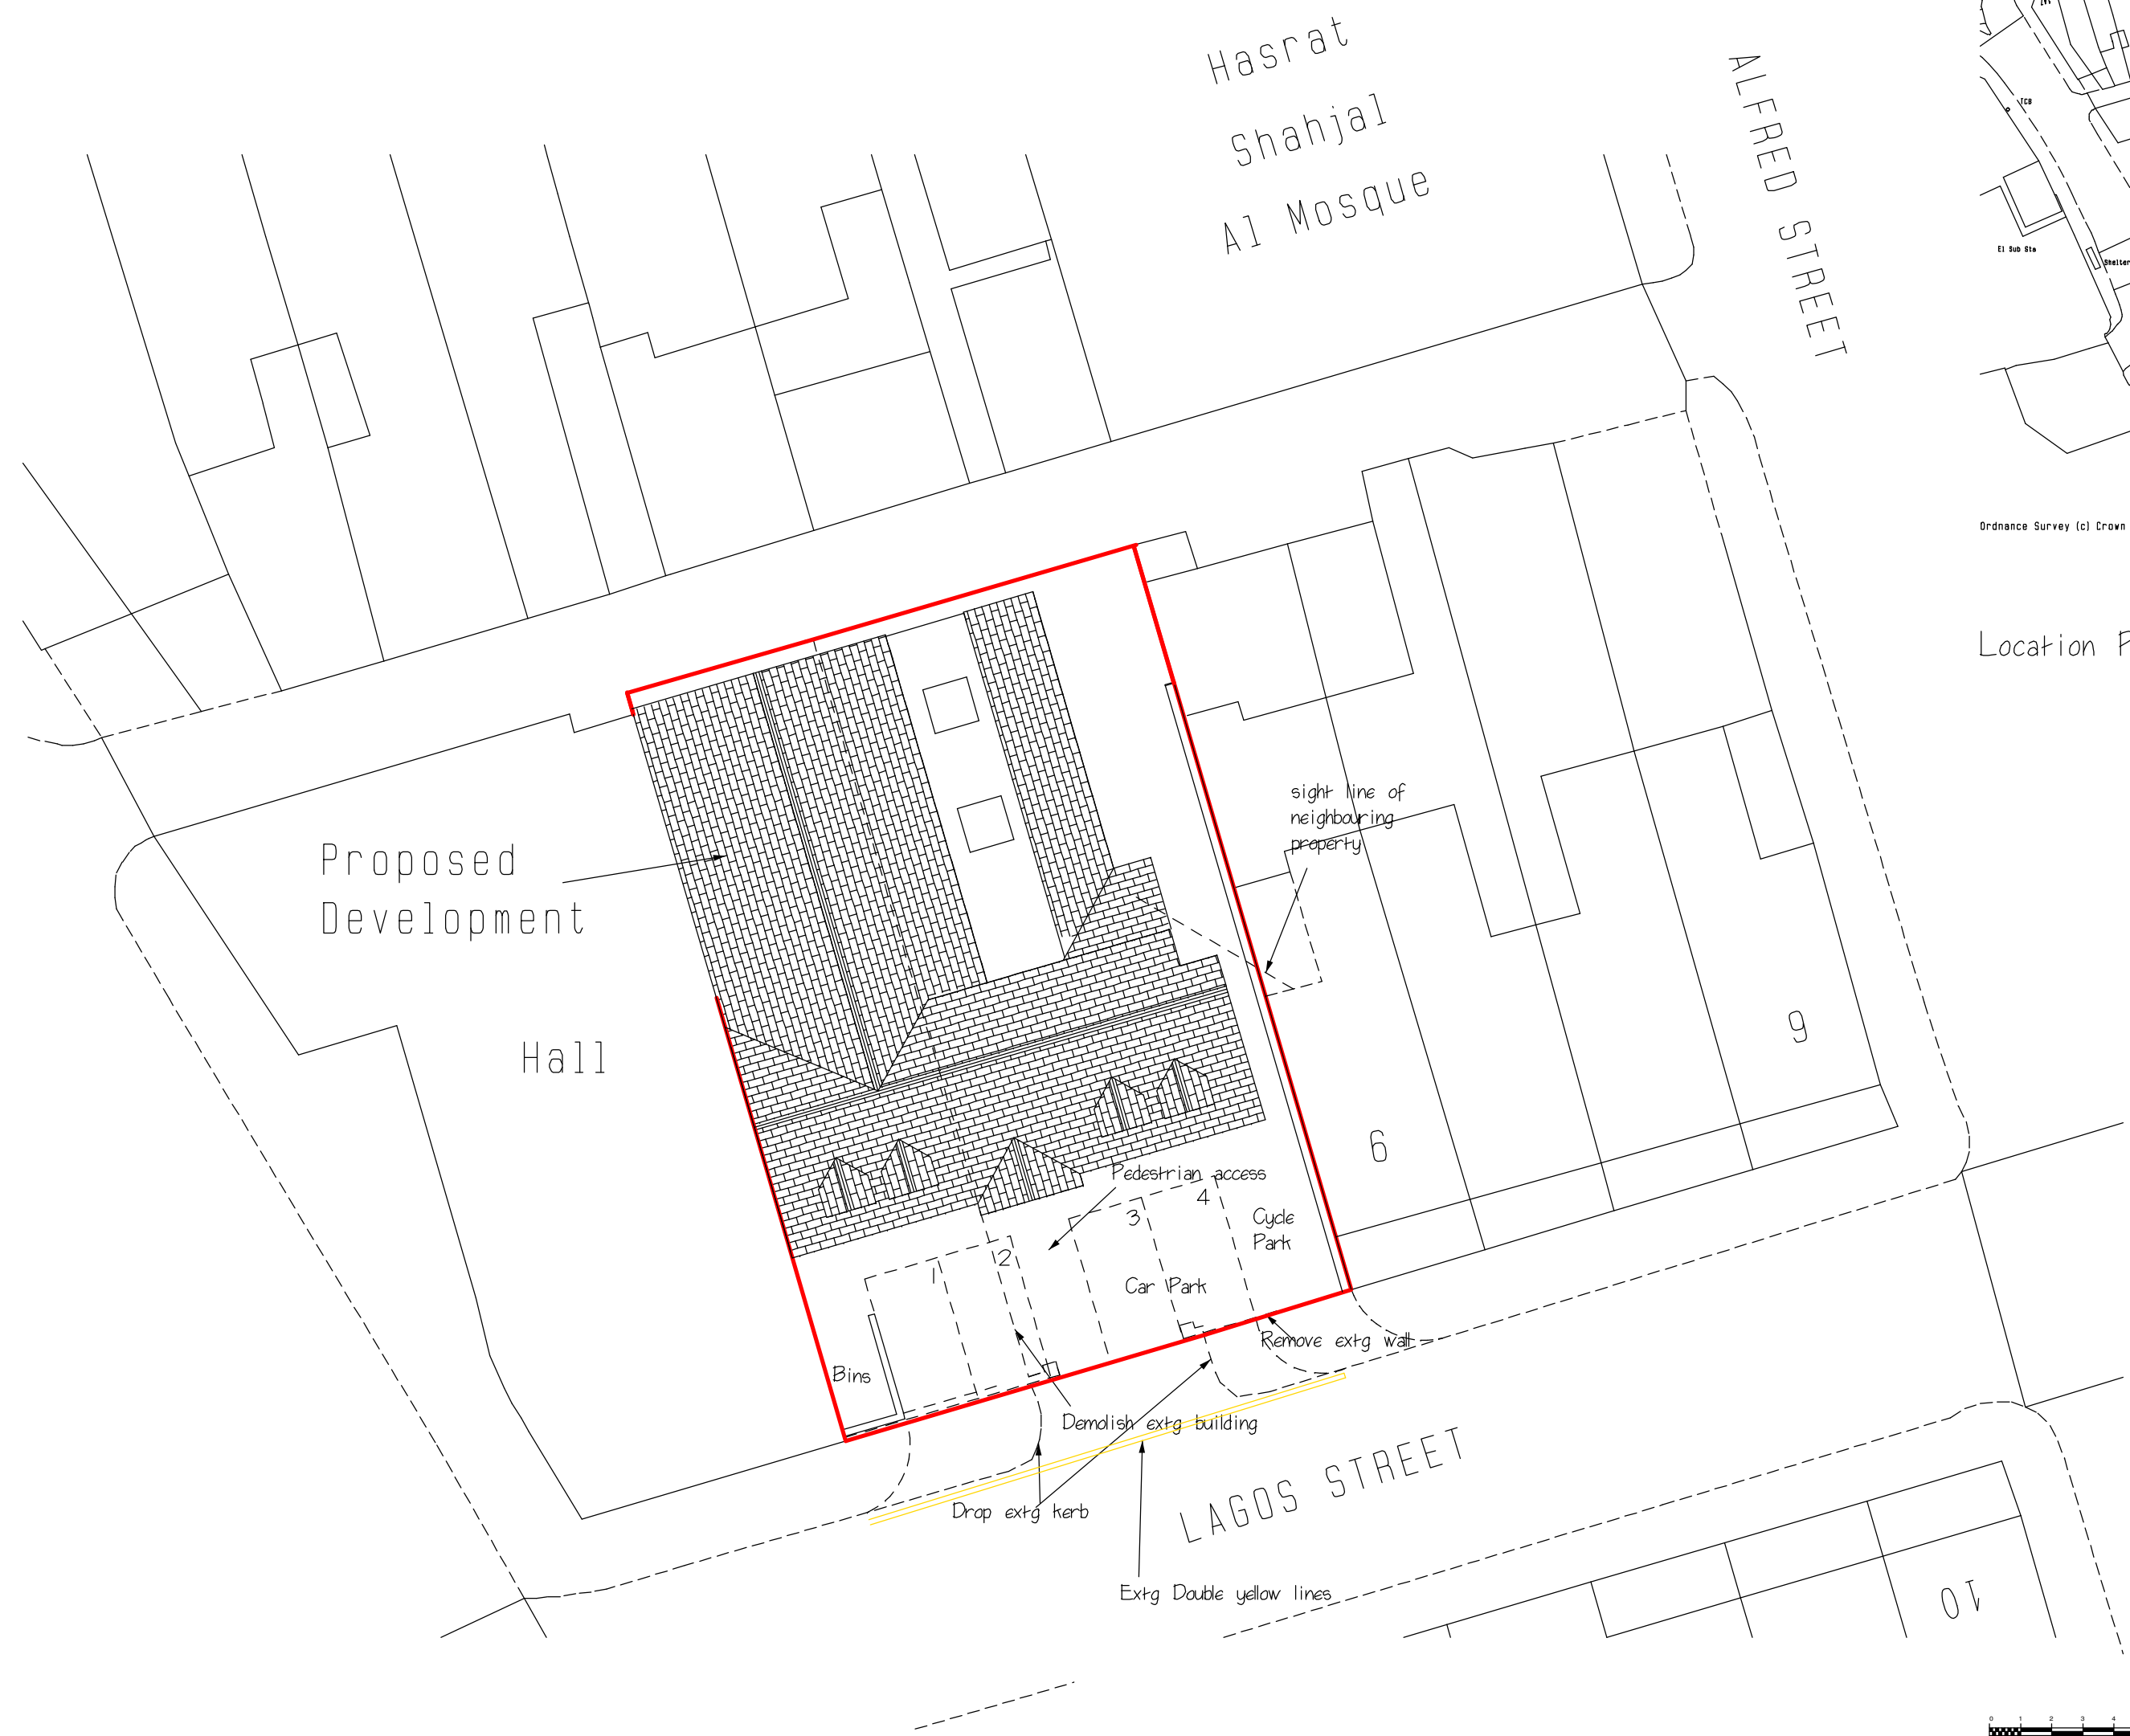 Hasrat
Shahjal
Al Mosque
ALFRED STREET
TCB
El Sub Sta
Shelter
Ordnance Survey (c) Crown
Location
sight line of
neighbouring
property
Proposed
Development
Hall
9
6
Pedestrian access
4
3
Cycle
Park
2
1
Car Park
Remove extg wall
Bins
Demolish extg building
LAGOS STREET
Drop extg kerb
Extg Double yellow lines
10
0 1 2 3 4